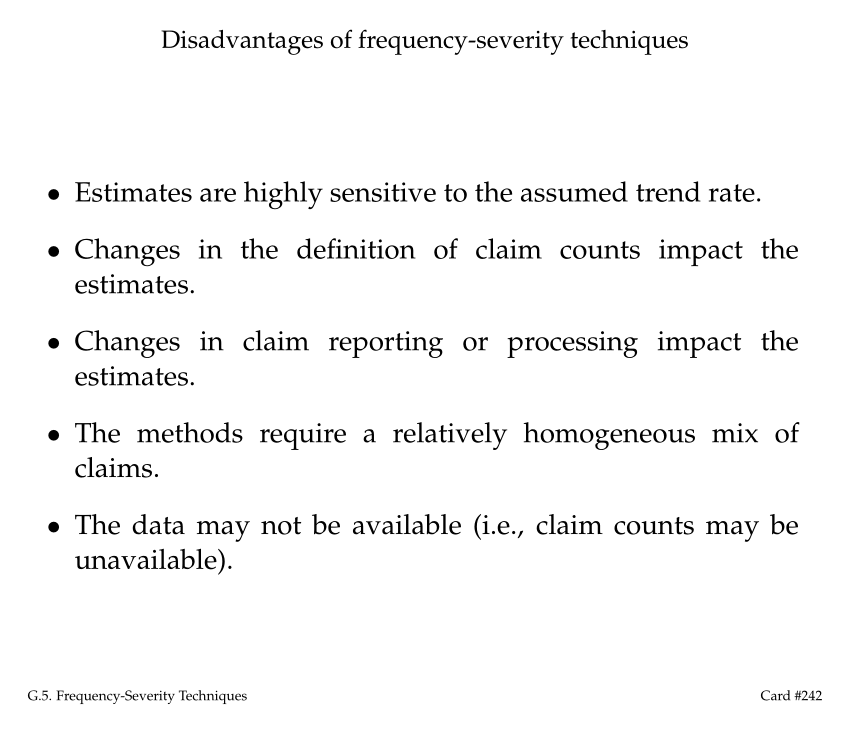 Disadvantages of frequency-severity techniques
• Estimates are highly sensitive to the assumed trend rate.
• Changes in the definition of claim counts impact the
estimates.
• Changes in claim reporting or processing impact the
estimates.
• The methods require a relatively homogeneous mix of
claims.
• The data may not be available (i.e., claim counts may be
unavailable).
G.5. Frequency-Severity Techniques
Card #242